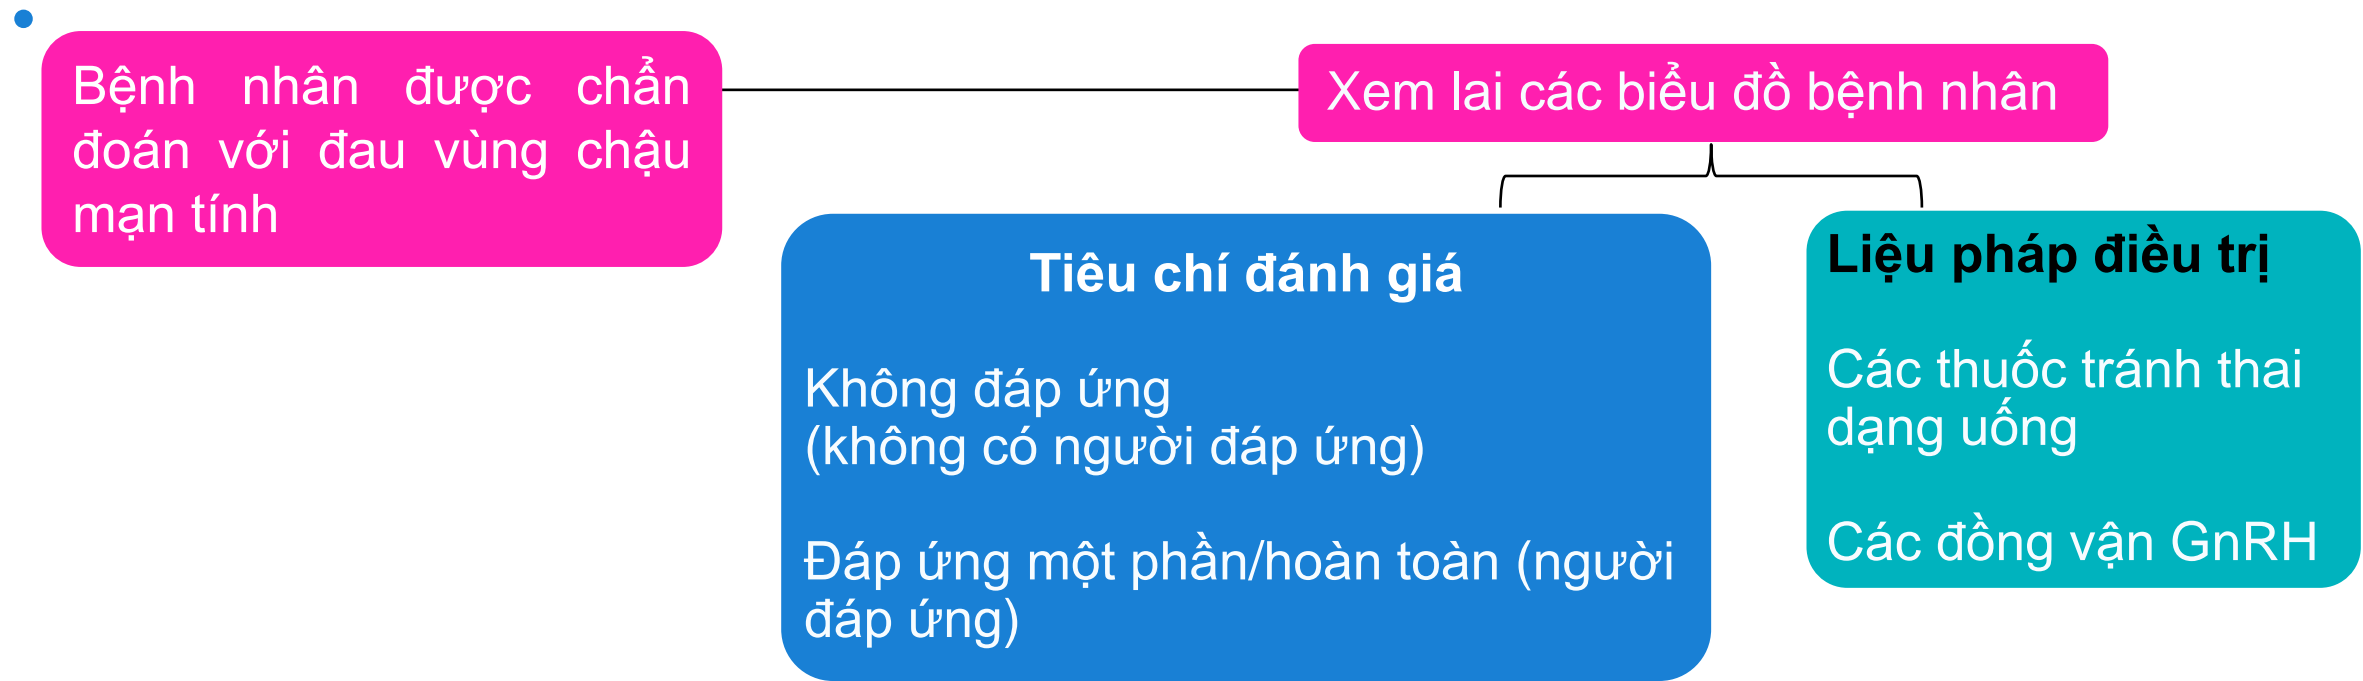 Bệnh nhân được chẩn
đoán với đau vùng chậu
mạn tính
Xem lai các biểu đồ bệnh nhân
Tiêu chí đánh giá
Không đáp ứng
(không có người đáp ứng)
Đáp ứng một phần/hoàn toàn (người
đáp ứng)
Liệu pháp điều trị
Các thuốc tránh thai
dạng uống
Các đồng vận GnRH